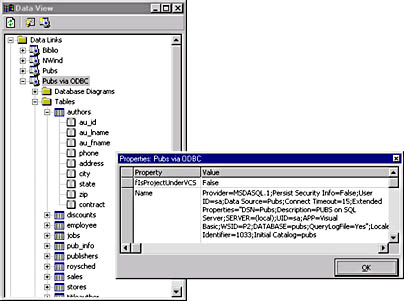 Data View
Data Links
Biblio
NWind
Pubs
Pubs via ODBC
Database Diagrams
Tables
authors
au_id
au_lname
au_fname
phone
address
city
state
zip
contract
discounts
employee
jobs
pub_info
publishers
roysched
sales
stores
Properties: Pubs via ODBC
Property Value
fIsProjectUnderVCS False
Name Provider=MSDASQL.1;Persist Security Info=False;User
ID=sa;Data Source=Pubs;Connect Timeout=15;Extended
Properties="DSN=Pubs;Description=PUBS on SQL
Server;SERVER=(local);UID=sa;APP=Visual
Basic;WSID=P2;DATABASE=pubs;QueryLogFile=Yes";Locale
Identifier=1033;Initial Catalog=pubs
OK